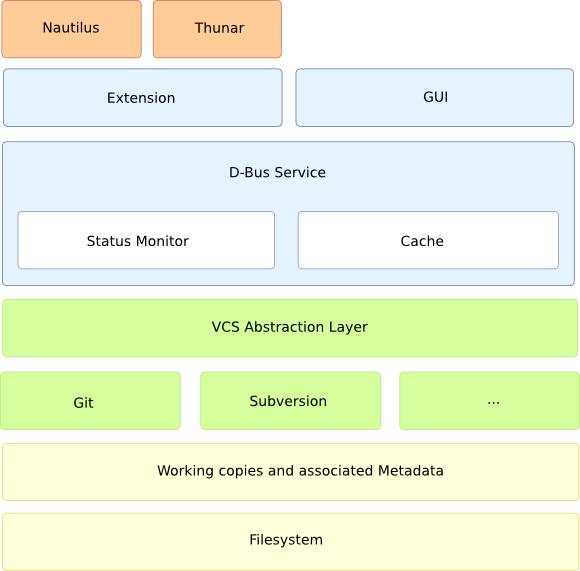 Nautilus
Thunar
Extension
GUI
D-Bus Service
Status Monitor
Cache
VCS Abstraction Layer
Git
Subversion
...
Working copies and associated Metadata
Filesystem